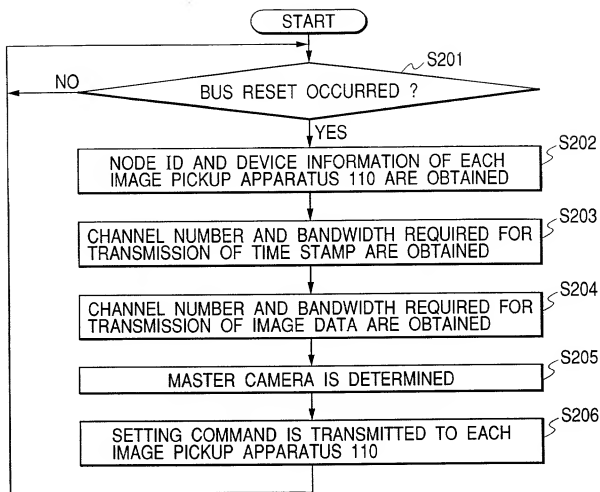 START
S201
NO
BUS RESET OCCURRED ?
YES
S202
NODE ID AND DEVICE INFORMATION OF EACH
IMAGE PICKUP APPARATUS 110 ARE OBTAINED
S203
CHANNEL NUMBER AND BANDWIDTH REQUIRED FOR
TRANSMISSION OF TIME STAMP ARE OBTAINED
S204
CHANNEL NUMBER AND BANDWIDTH REQUIRED FOR
TRANSMISSION OF IMAGE DATA ARE OBTAINED
S205
MASTER CAMERA IS DETERMINED
S206
SETTING COMMAND IS TRANSMITTED TO EACH
IMAGE PICKUP APPARATUS 110